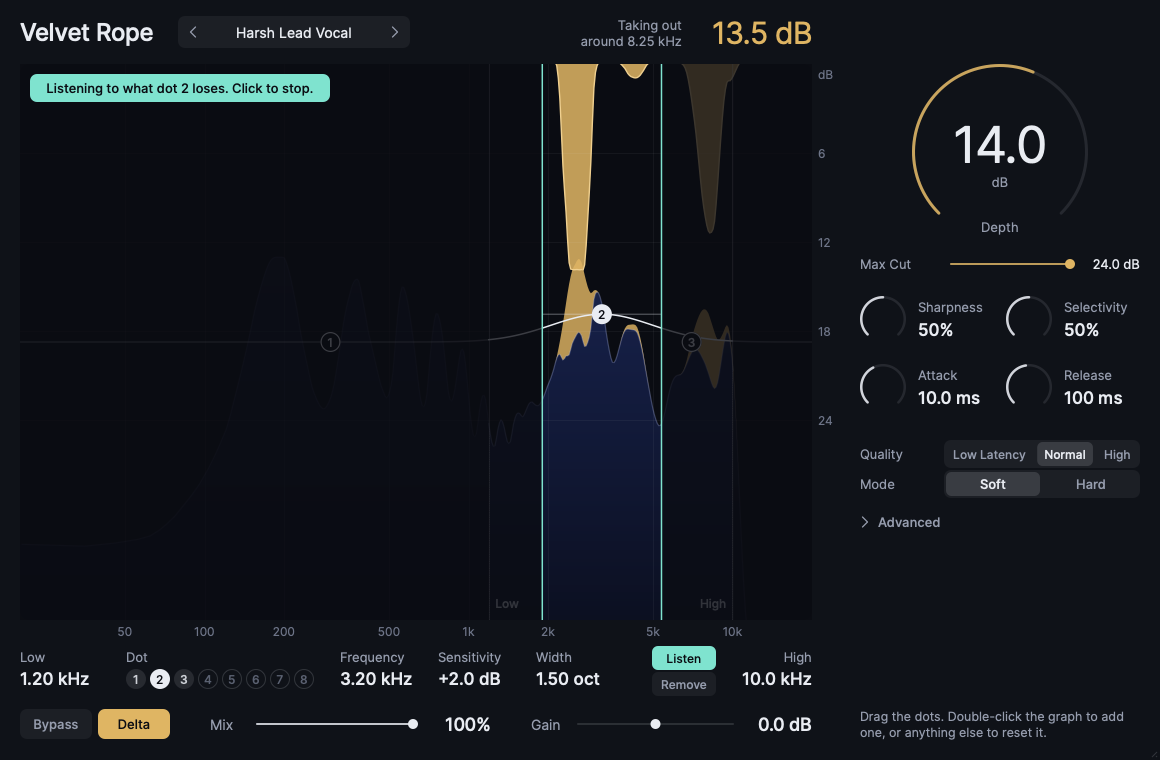 Velvet Rope
Harsh Lead Vocal
Taking out
around 8.25 kHz
13.5 dB
Listening to what dot 2 loses. Click to stop.
dB
6
12
18
24
1
2
3
Low
High
50
100
200
500
1k
2k
5k
10k
14.0
dB
Depth
Max Cut
24.0 dB
Sharpness
50%
Selectivity
50%
Attack
10.0 ms
Release
100 ms
Quality
Low Latency
Normal
High
Mode
Soft
Hard
Advanced
Low
1.20 kHz
Dot
1 2 3 4 5 6 7 8
Frequency
3.20 kHz
Sensitivity
+2.0 dB
Width
1.50 oct
Listen
Remove
High
10.0 kHz
Bypass
Delta
Mix
100%
Gain
0.0 dB
Drag the dots. Double-click the graph to add
one, or anything else to reset it.